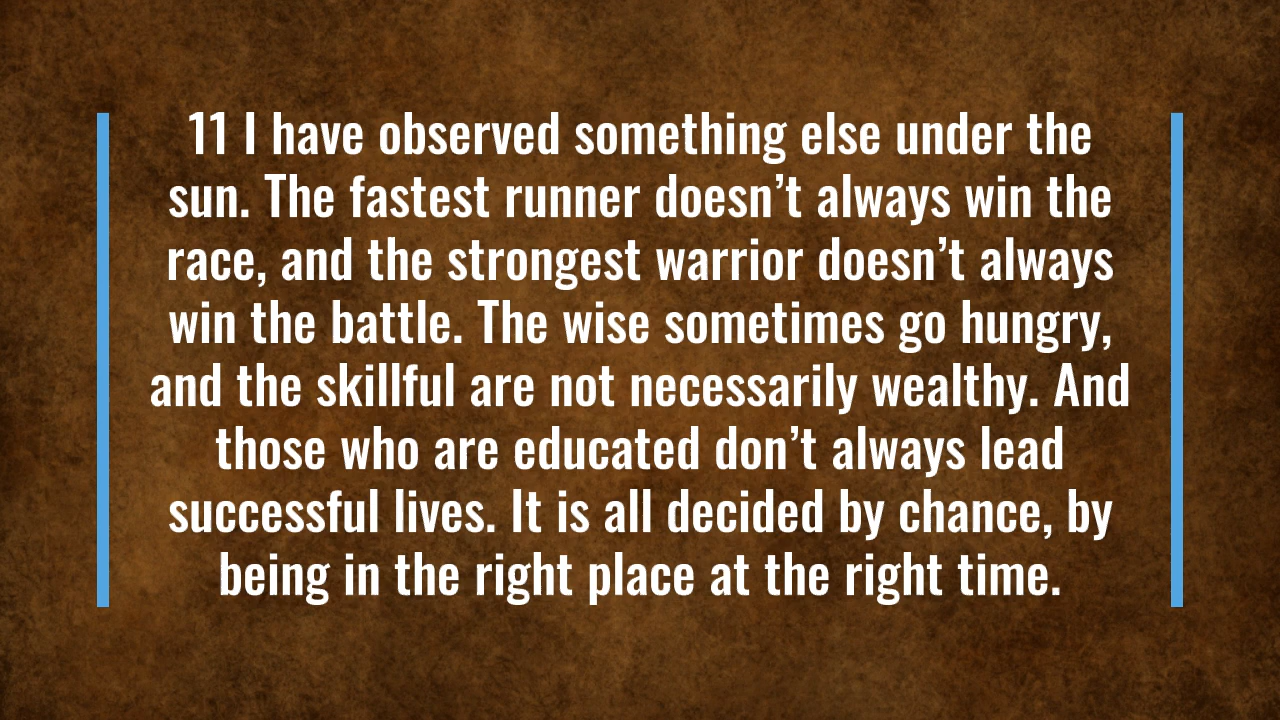 11 I have observed something else under the
sun. The fastest runner doesn’t always win the
race, and the strongest warrior doesn’t always
win the battle. The wise sometimes go hungry,
and the skillful are not necessarily wealthy. And
those who are educated don’t always lead
successful lives. It is all decided by chance, by
being in the right place at the right time.